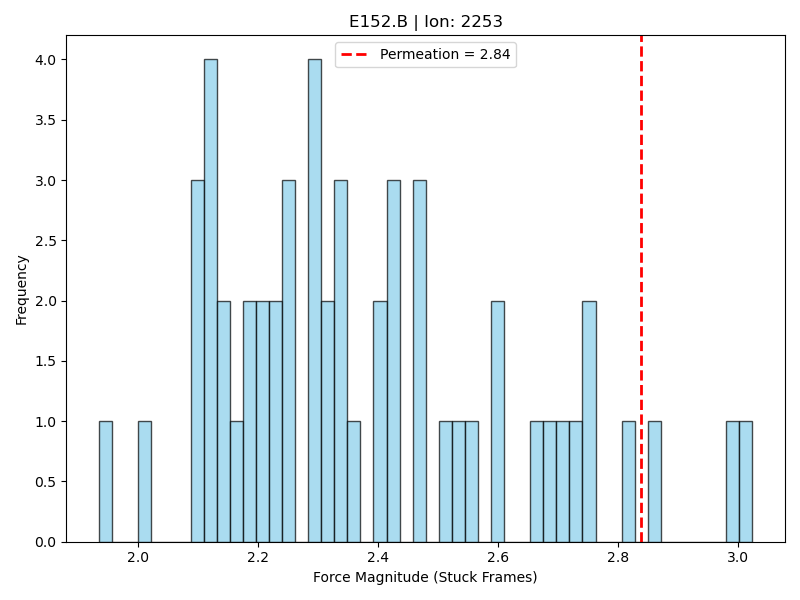 E152.B | Ion: 2253
Permeation = 2.84
4.0
3.5
3.0
2.5
2.0
1.5
1.0
0.5
0.0
Frequency
2.0 2.2 2.4 2.6 2.8 3.0
Force Magnitude (Stuck Frames)